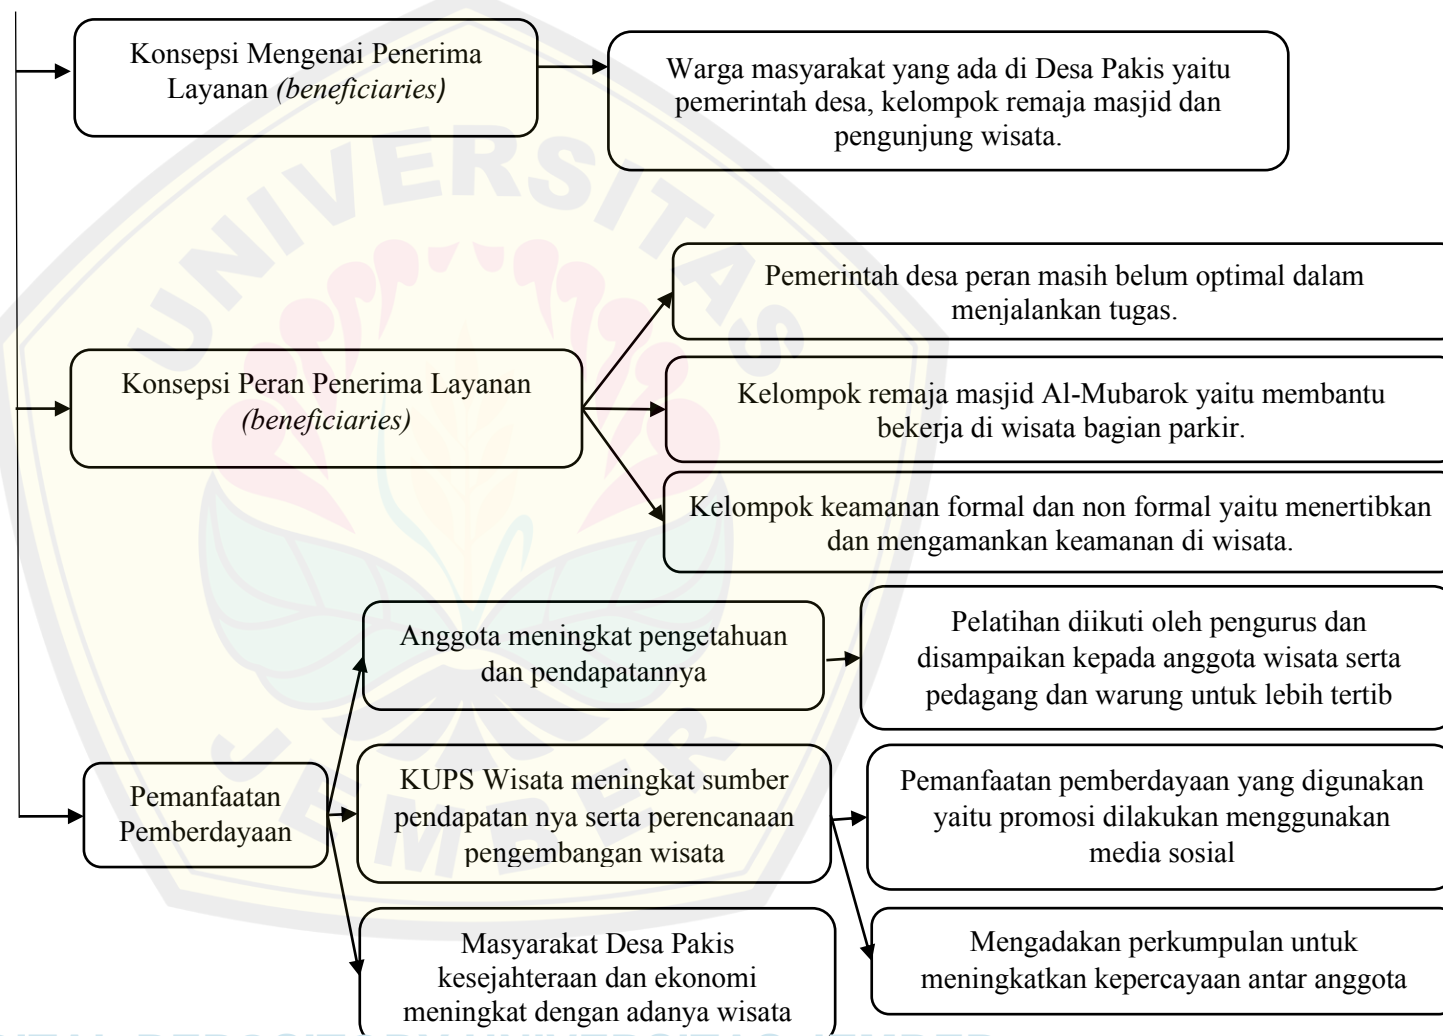 Konsepsi Mengenai Penerima
Layanan (beneficiaries)
Warga masyarakat yang ada di Desa Pakis yaitu
pemerintah desa, kelompok remaja masjid dan
pengunjung wisata.
Konsepsi Peran Penerima Layanan
(beneficiaries)
Pemerintah desa peran masih belum optimal dalam
menjalankan tugas.
Kelompok remaja masjid Al-Mubarok yaitu membantu
bekerja di wisata bagian parkir.
Kelompok keamanan formal dan non formal yaitu menertibkan
dan mengamankan keamanan di wisata.
Pemanfaatan
Pemberdayaan
Anggota meningkat pengetahuan
dan pendapatannya
Pelatihan diikuti oleh pengurus dan
disampaikan kepada anggota wisata serta
pedagang dan warung untuk lebih tertib
KUPS Wisata meningkat sumber
pendapatan nya serta perencanaan
pengembangan wisata
Pemanfaatan pemberdayaan yang digunakan
yaitu promosi dilakukan menggunakan
media sosial
Mengadakan perkumpulan untuk
meningkatkan kepercayaan antar anggota
Masyarakat Desa Pakis
kesejahteraan dan ekonomi
meningkat dengan adanya wisata
UNIVERSITAS
JEMBER